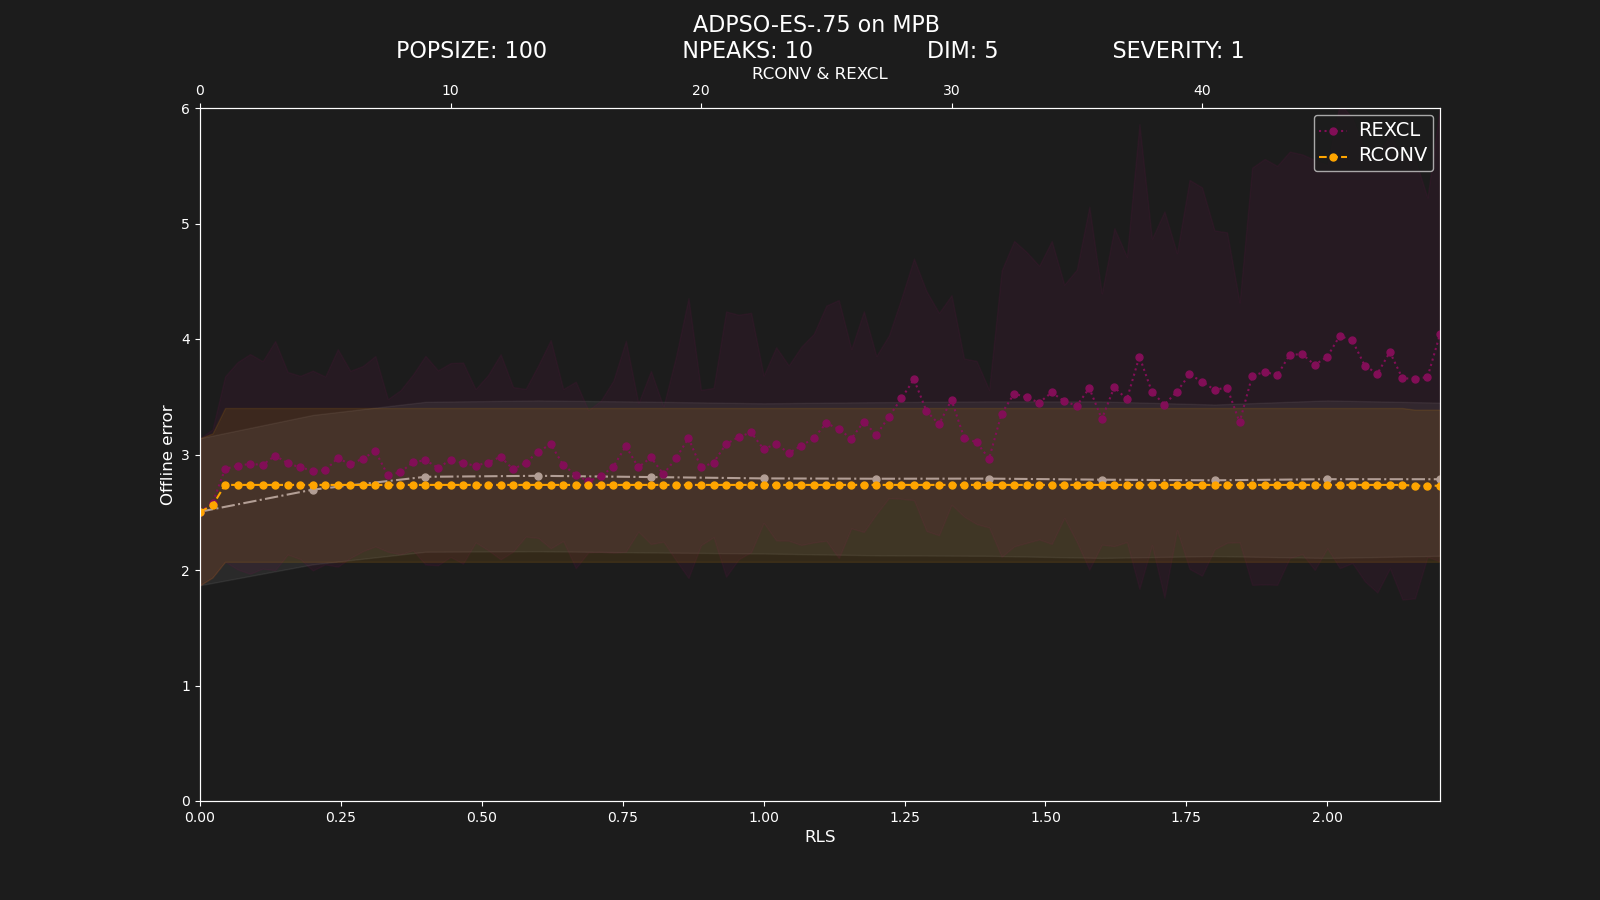 ADPSO-ES-.75 on MPB
POPSIZE: 100 NPEAKS: 10 DIM: 5 SEVERITY: 1
RCONV & REXCL
0 10 20 30 40
REXCL
RCONV
6
5
4
3
2
1
0
Offline error
0.00 0.25 0.50 0.75 1.00 1.25 1.50 1.75 2.00
RLS